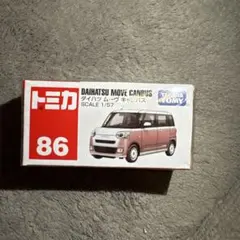 トミカ
86
DAIHATSU MOVE CANBUS
ダイハツ ムーヴ キャンバス
SCALE 1/57
TOMY